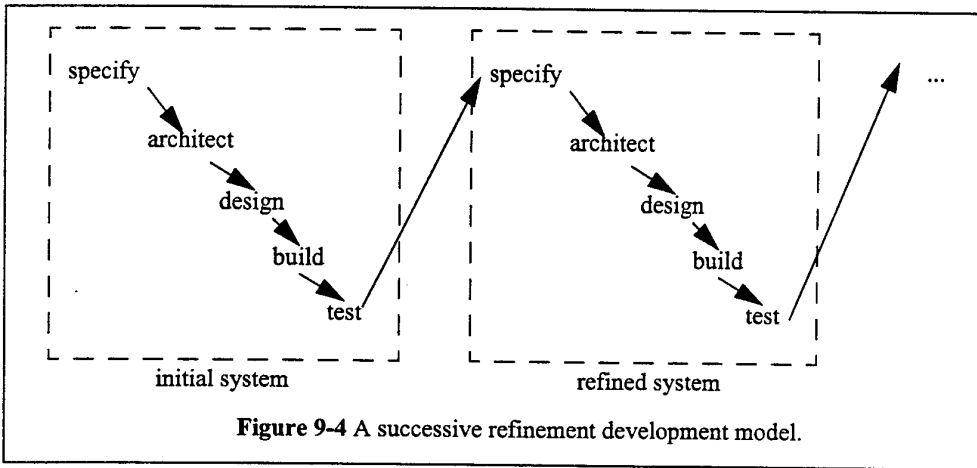 specify
architect
design
build
test
initial system
specify
architect
design
build
test
refined system
...
Figure 9-4 A successive refinement development model.